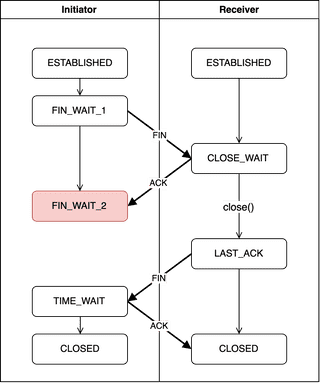 Initiator
Receiver
ESTABLISHED
ESTABLISHED
FIN_WAIT_1
FIN
CLOSE_WAIT
ACK
FIN_WAIT_2
close()
LAST_ACK
FIN
TIME_WAIT
ACK
CLOSED
CLOSED